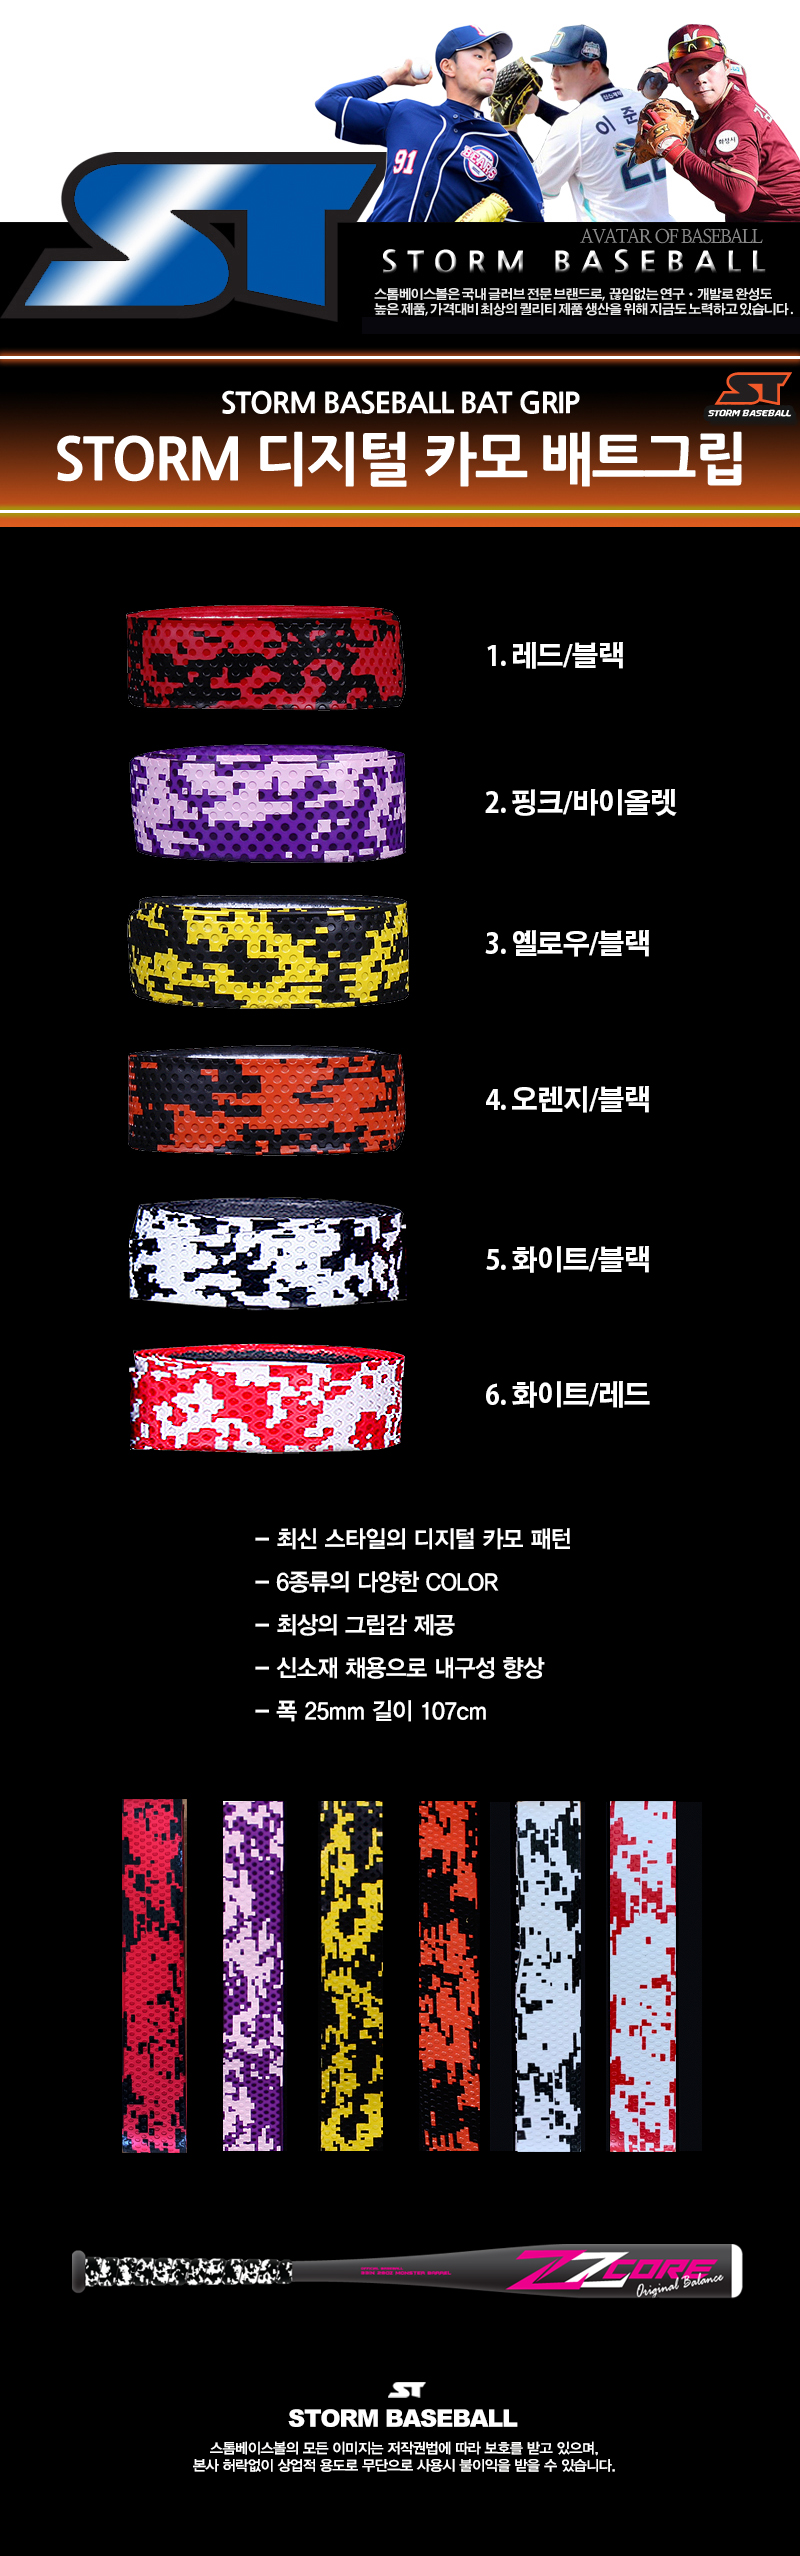 91
BEARS
이준
22
ST
AVATAR OF BASEBALL
STORM BASEBALL
스톰베이스볼은 국내 글러브 전문 브랜드로, 끊임없는 연구·개발로 완성도
높은 제품, 가격대비 최상의 퀄리티 제품 생산을 위해 지금도 노력하고 있습니다.
ST
STORM BASEBALL
STORM BASEBALL BAT GRIP
STORM 디지털 카모 배트그립
1. 레드/블랙
2. 핑크/바이올렛
3. 옐로우/블랙
4. 오렌지/블랙
5. 화이트/블랙
6. 화이트/레드
- 최신 스타일의 디지털 카모 패턴
- 6종류의 다양한 COLOR
- 최상의 그립감 제공
- 신소재 채용으로 내구성 향상
- 폭 25mm 길이 107cm
ZZCORE
Original Balance
ST
STORM BASEBALL
스톰베이스볼의 모든 이미지는 저작권법에 따라 보호를 받고 있으며,
본사 허락없이 상업적 용도로 무단으로 사용시 불이익을 받을 수 있습니다.